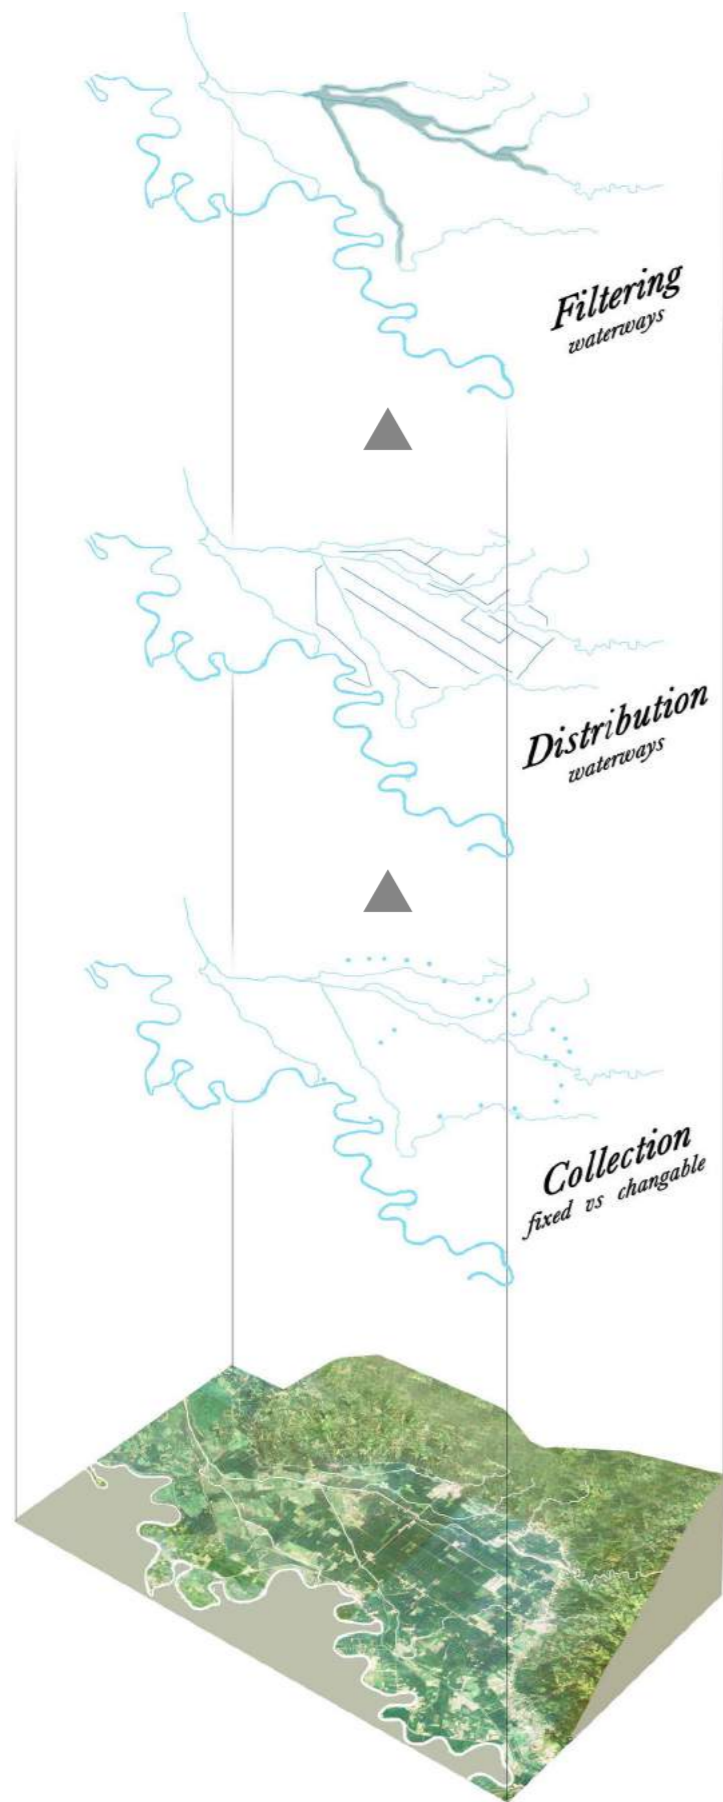 Filtering
waterways
Distribution
waterways
Collection
fixed vs changable